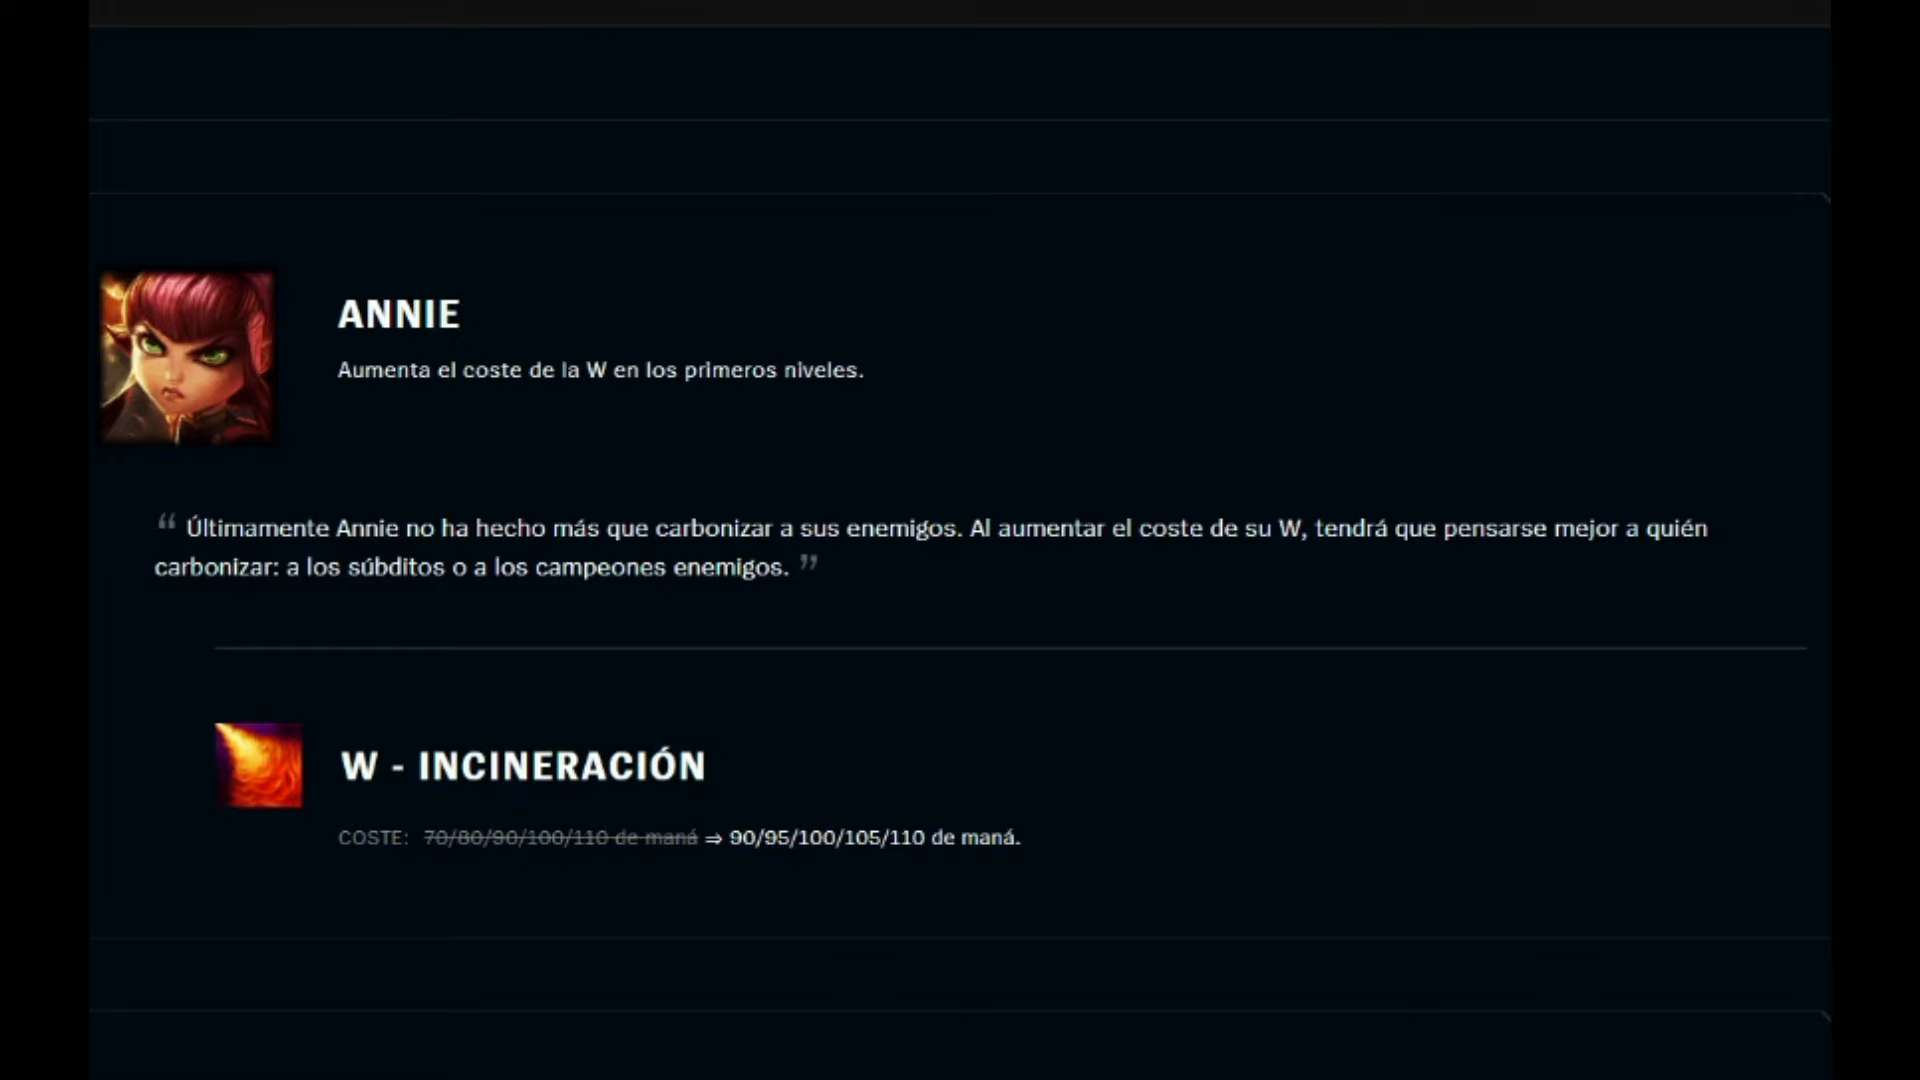 ANNIE
Aumenta el coste de la W en los primeros niveles.
“ Últimamente Annie no ha hecho más que carbonizar a sus enemigos. Al aumentar el coste de su W, tendrá que pensarse mejor a quién
carbonizar: a los súbditos o a los campeones enemigos. ”
W - INCINERACIÓN
COSTE: 70/80/90/100/110 de maná ⇒ 90/95/100/105/110 de maná.